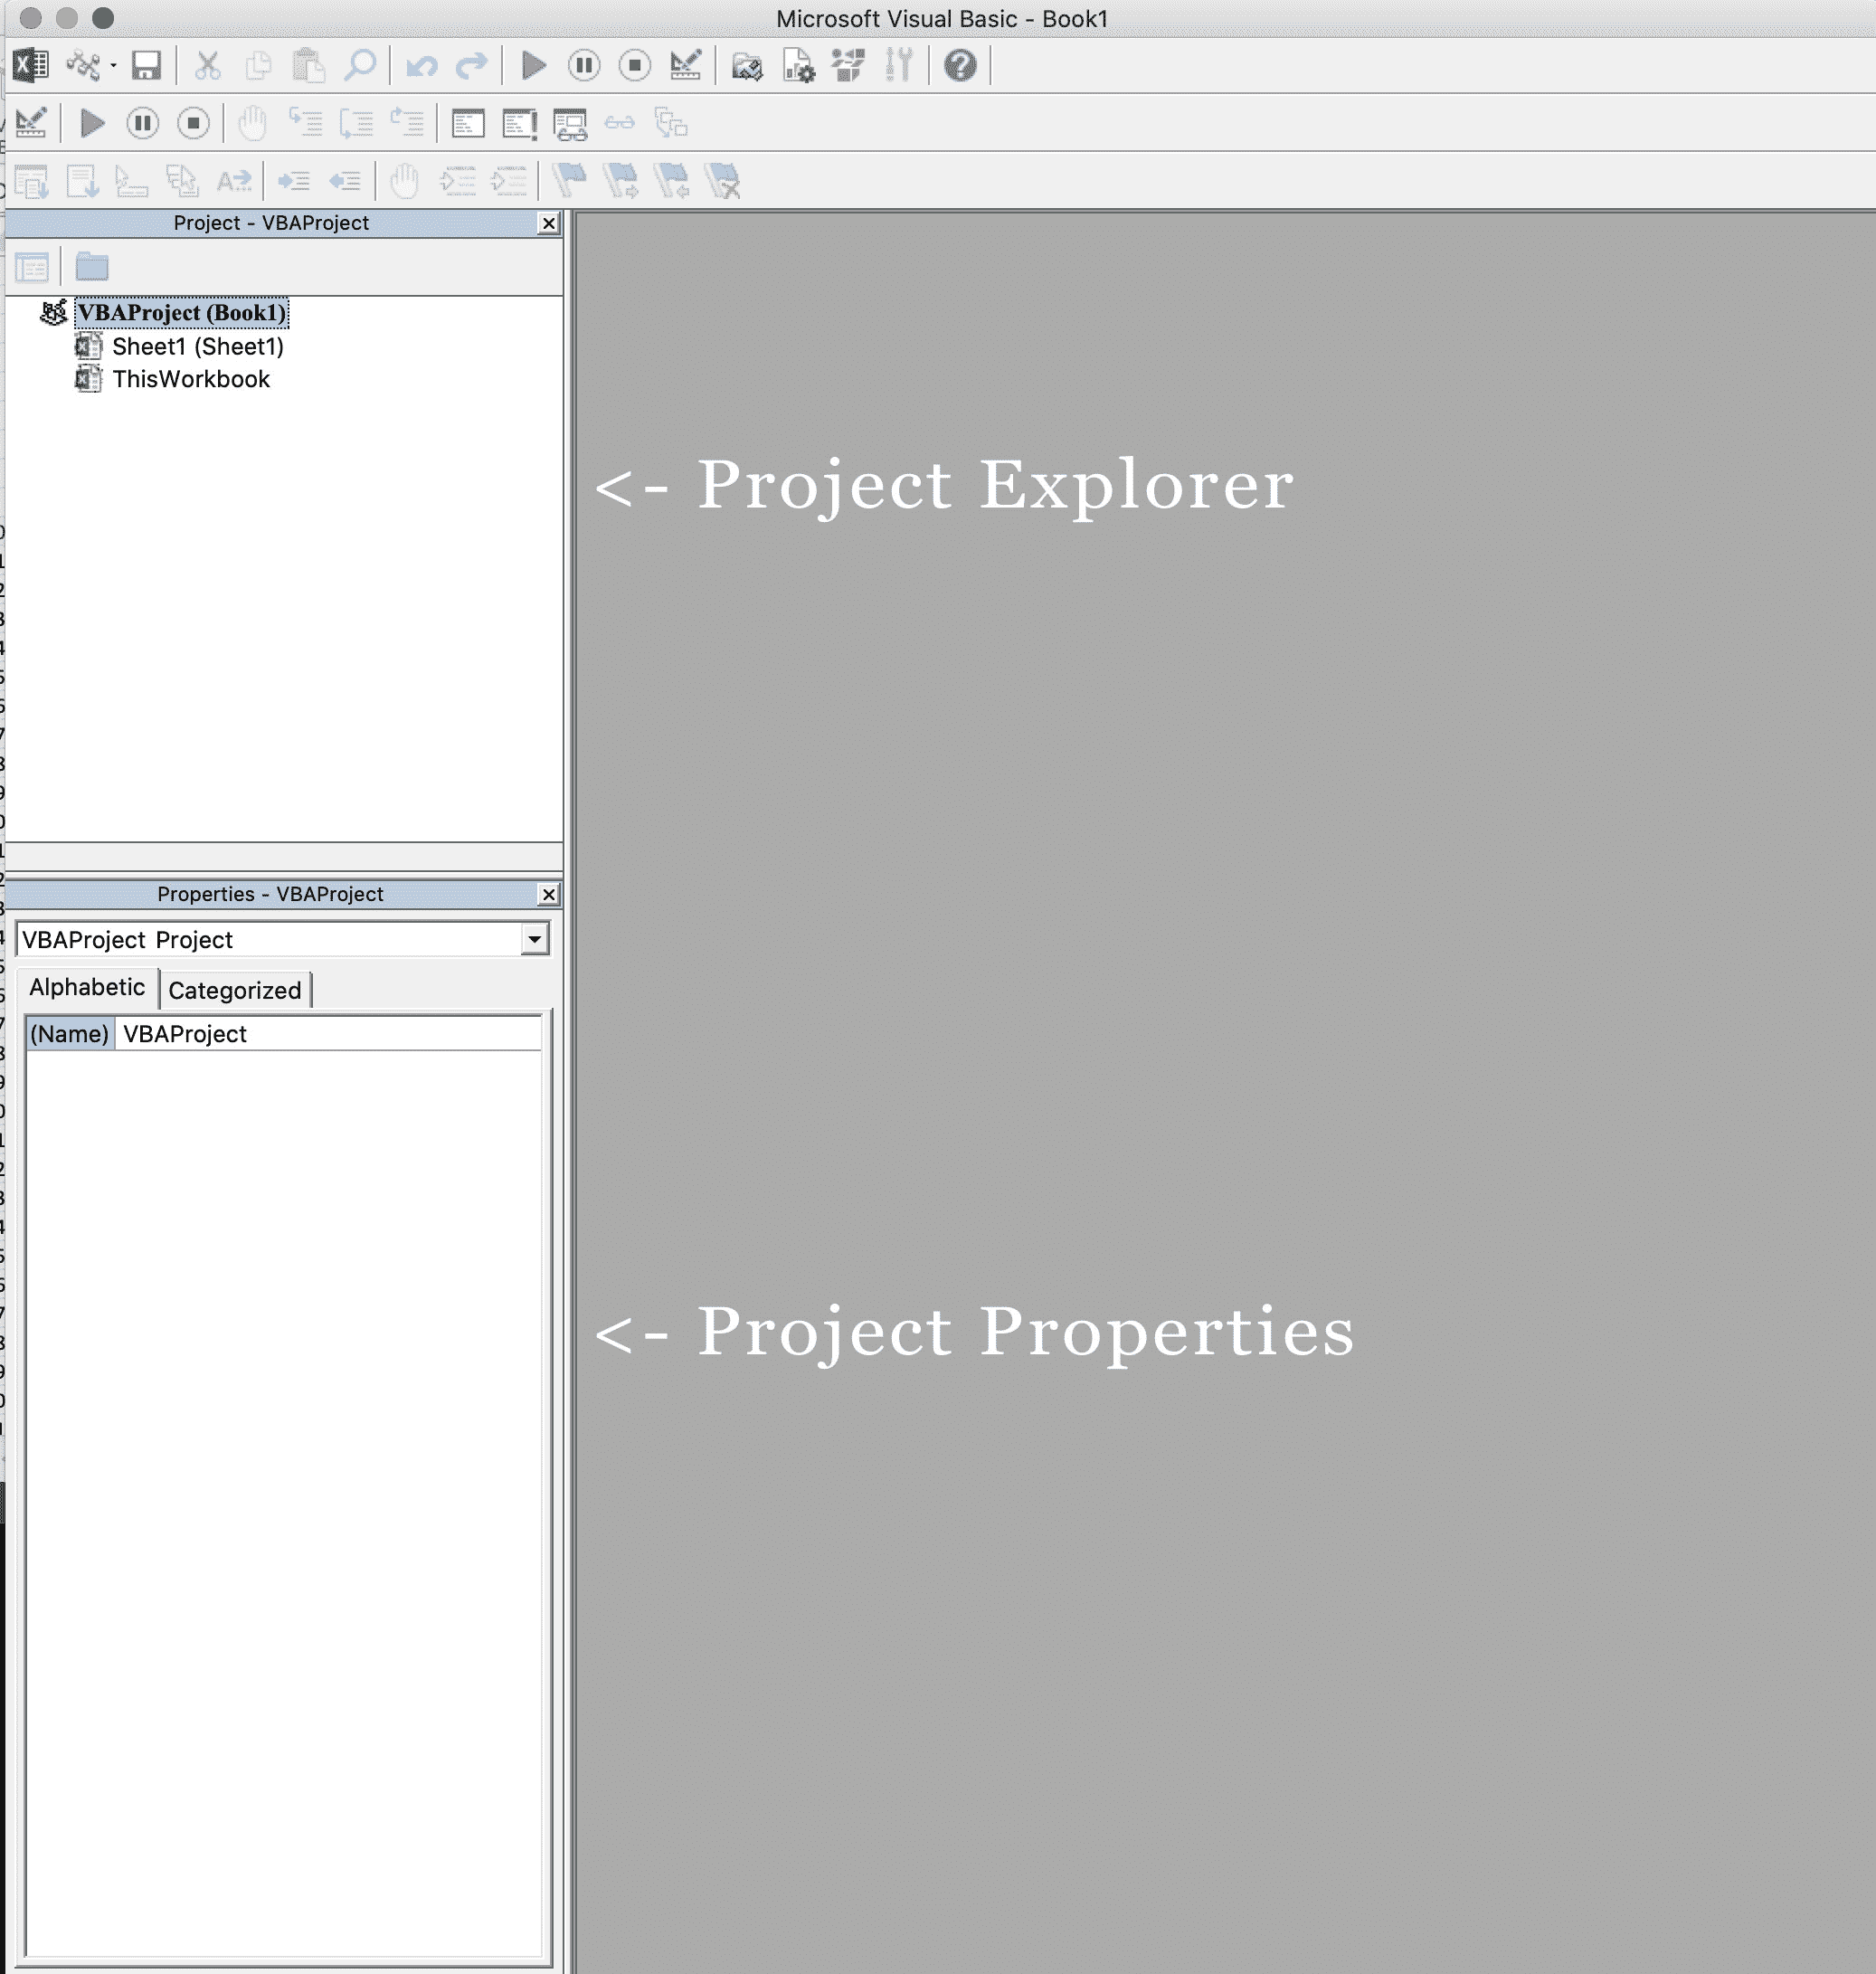 Microsoft Visual Basic - Book1
Project - VBAProject
VBAProject (Book1)
Sheet1 (Sheet1)
ThisWorkbook
<- Project Explorer
Properties - VBAProject
VBAProject Project
Alphabetic Categorized
(Name) VBAProject
<- Project Properties